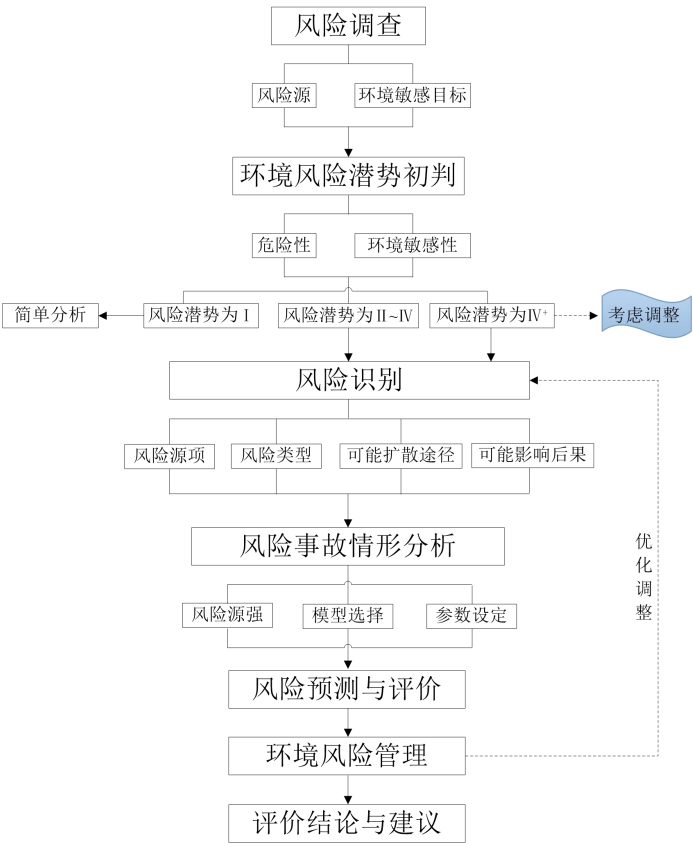 风险调查
风险源
环境敏感目标
环境风险潜势初判
危险性
环境敏感性
简单分析
风险潜势为Ⅰ
风险潜势为Ⅱ~Ⅳ
风险潜势为Ⅳ⁺
考虑调整
风险识别
风险源项
风险类型
可能扩散途径
可能影响后果
风险事故情形分析
优化调整
风险源强
模型选择
参数设定
风险预测与评价
环境风险管理
评价结论与建议